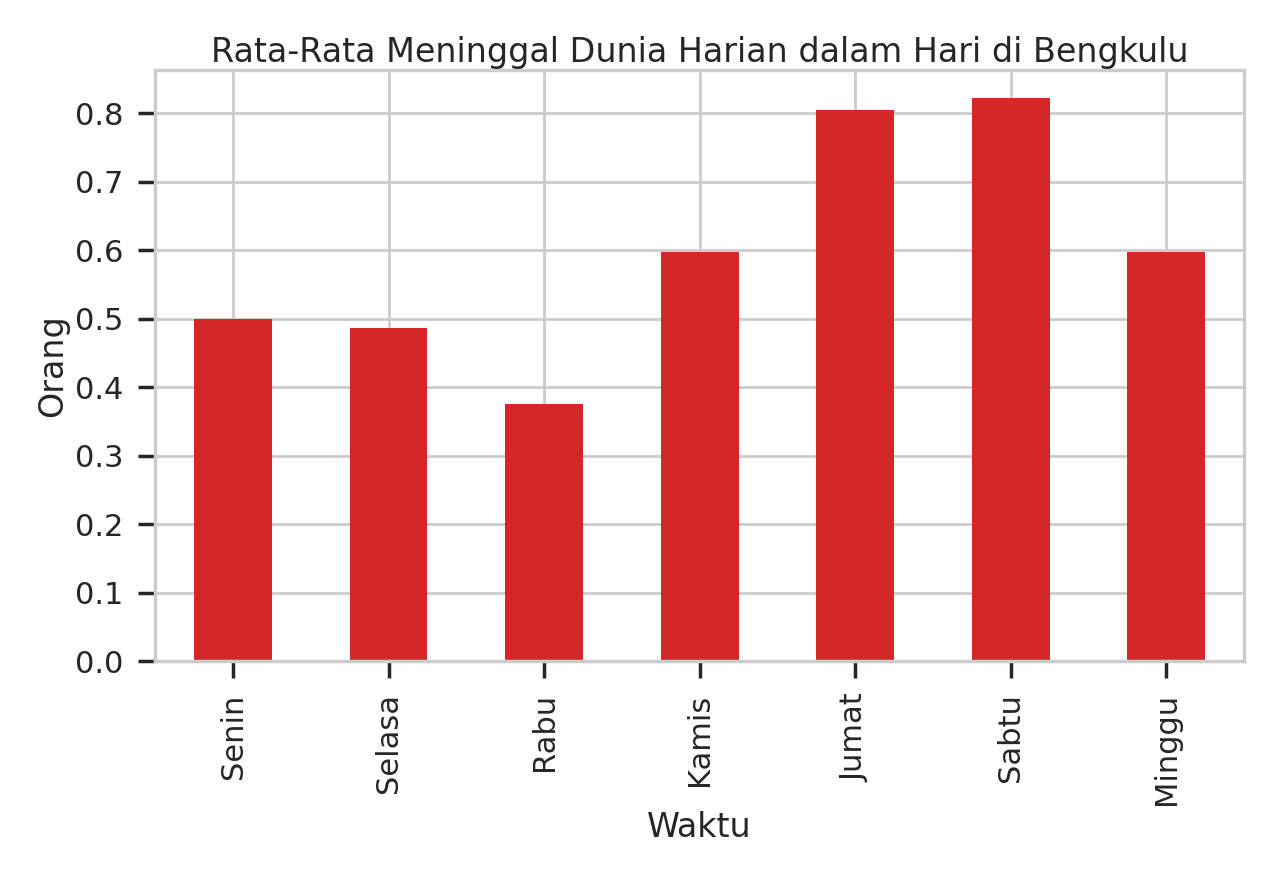 Rata-Rata Meninggal Dunia Harian dalam Hari di Bengkulu
Orang
0.8
0.7
0.6
0.5
0.4
0.3
0.2
0.1
0.0
Senin
Selasa
Rabu
Kamis
Jumat
Sabtu
Minggu
Waktu